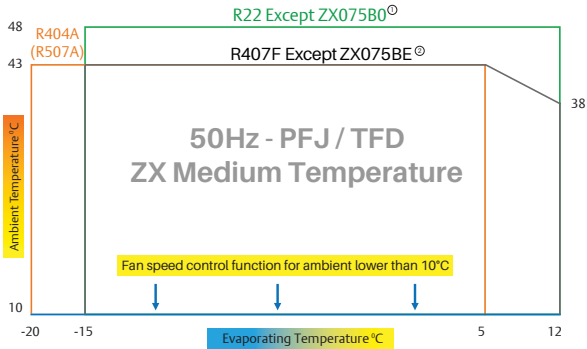 R22 Except ZX075B0①
48
R404A
(R507A)
43
R407F Except ZX075BE②
38
50Hz - PFJ / TFD
ZX Medium Temperature
Ambient Temperature °C
Fan speed control function for ambient lower than 10°C
10
-20
-15
5
12
Evaporating Temperature °C